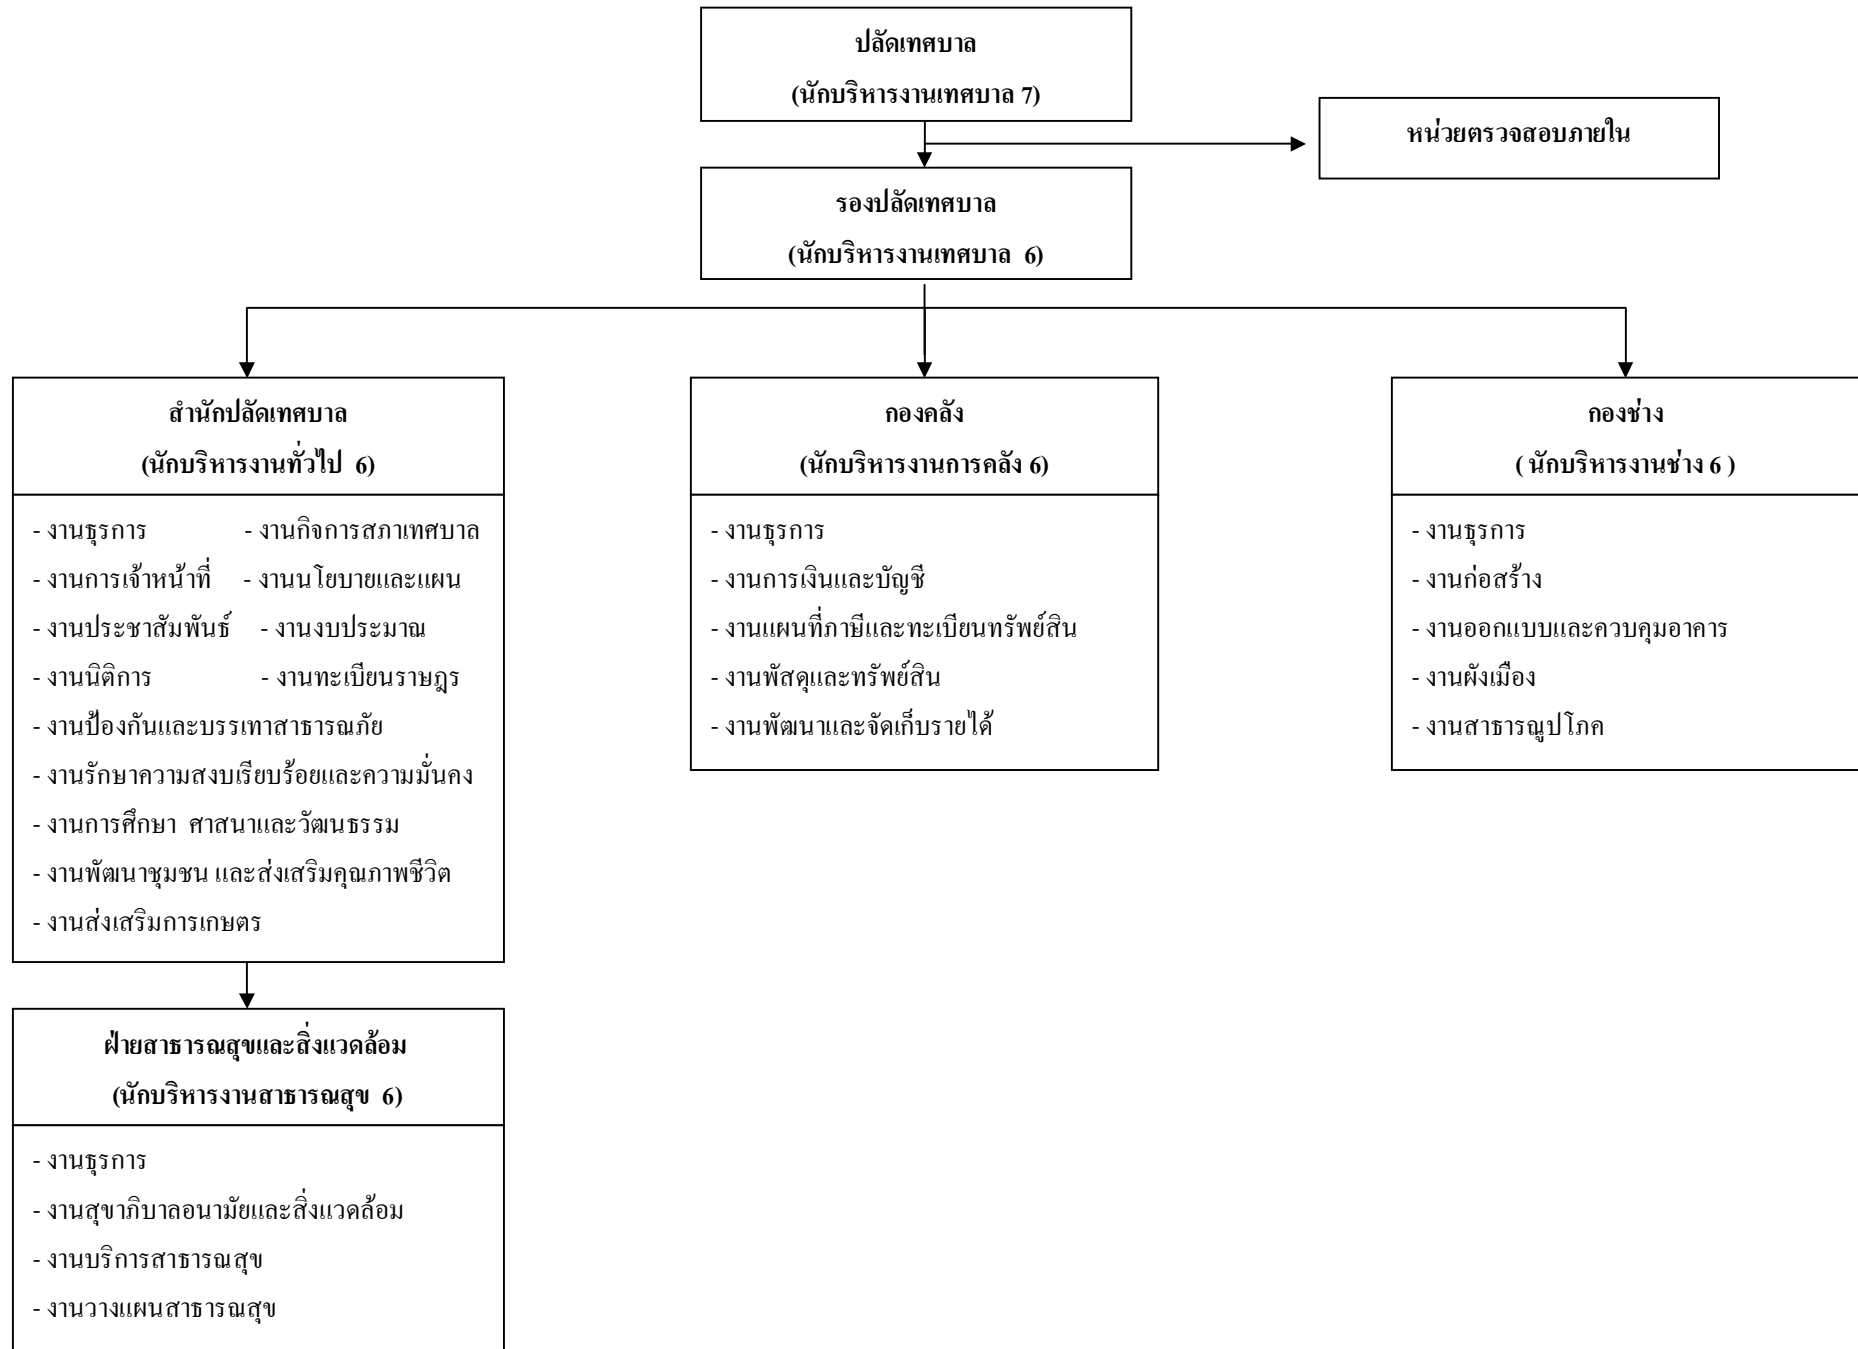 ปลัดเทศบาล
(นักบริหารงานเทศบาล 7)
หน่วยตรวจสอบภายใน
รองปลัดเทศบาล
(นักบริหารงานเทศบาล 6)
สำนักปลัดเทศบาล
(นักบริหารงานทั่วไป 6)
- งานธุรการ - งานกิจการสภาเทศบาล
- งานการเจ้าหน้าที่ - งานนโยบายและแผน
- งานประชาสัมพันธ์ - งานงบประมาณ
- งานนิติการ - งานทะเบียนราษฎร
- งานป้องกันและบรรเทาสาธารณภัย
- งานรักษาความสงบเรียบร้อยและความมั่นคง
- งานการศึกษา ศาสนาและวัฒนธรรม
- งานพัฒนาชุมชน และส่งเสริมคุณภาพชีวิต
- งานส่งเสริมการเกษตร
กองคลัง
(นักบริหารงานการคลัง 6)
- งานธุรการ
- งานการเงินและบัญชี
- งานแผนที่ภาษีและทะเบียนทรัพย์สิน
- งานพัสดุและทรัพย์สิน
- งานพัฒนาและจัดเก็บรายได้
กองช่าง
( นักบริหารงานช่าง 6 )
- งานธุรการ
- งานก่อสร้าง
- งานออกแบบและควบคุมอาคาร
- งานผังเมือง
- งานสาธารณูปโภค
ฝ่ายสาธารณสุขและสิ่งแวดล้อม
(นักบริหารงานสาธารณสุข 6)
- งานธุรการ
- งานสุขาภิบาลอนามัยและสิ่งแวดล้อม
- งานบริการสาธารณสุข
- งานวางแผนสาธารณสุข